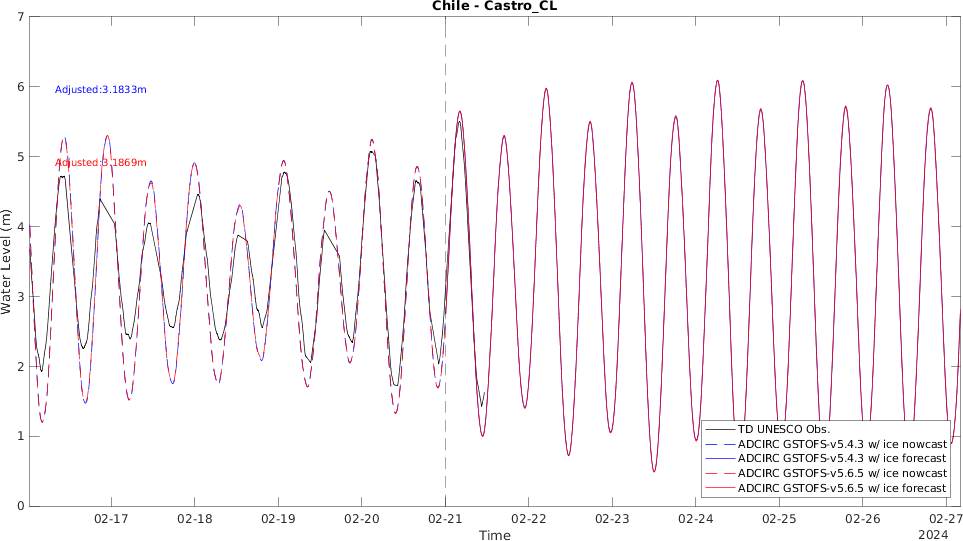 Chile - Castro_CL
7
6
5
4
3
2
1
0
Water Level (m)
Adjusted:3.1833m
Adjusted:3.1869m
TD UNESCO Obs.
ADCIRC GSTOFS-v5.4.3 w/ ice nowcast
ADCIRC GSTOFS-v5.4.3 w/ ice forecast
ADCIRC GSTOFS-v5.6.5 w/ ice nowcast
ADCIRC GSTOFS-v5.6.5 w/ ice forecast
02-17 02-18 02-19 02-20 02-21 02-22 02-23 02-24 02-25 02-26 02-27
Time
2024